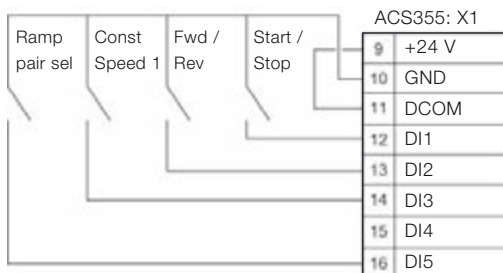 ACS355: X1
Ramp
pair sel
Const
Speed 1
Fwd /
Rev
Start /
Stop
9 +24 V
10 GND
11 DCOM
12 DI1
13 DI2
14 DI3
15 DI4
16 DI5